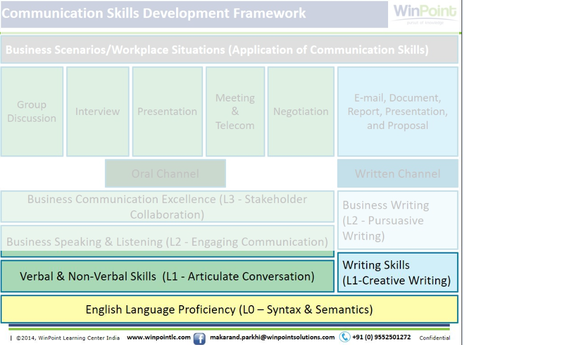 Communication Skills Development Framework
WinPoint
Business Scenarios/Workplace Situations (Application of Communication Skills)
Group
Discussion
Interview
Presentation
Meeting
&
Telecom
Negotiation
E-mail, Document,
Report, Presentation,
and Proposal
Oral Channel
Written Channel
Business Communication Excellence (L3 - Stakeholder
Collaboration)
Business Speaking & Listening (L2 - Engaging Communication)
Business Writing
(L2 - Pursuasive
Writing)
Verbal & Non-Verbal Skills (L1 - Articulate Conversation)
Writing Skills
(L1-Creative Writing)
English Language Proficiency (L0 – Syntax & Semantics)
| ©2014, WinPoint Learning Center India www.winpointlc.com makarand.parkhi@winpointsolutions.com +91 (0) 9552501272 Confidential